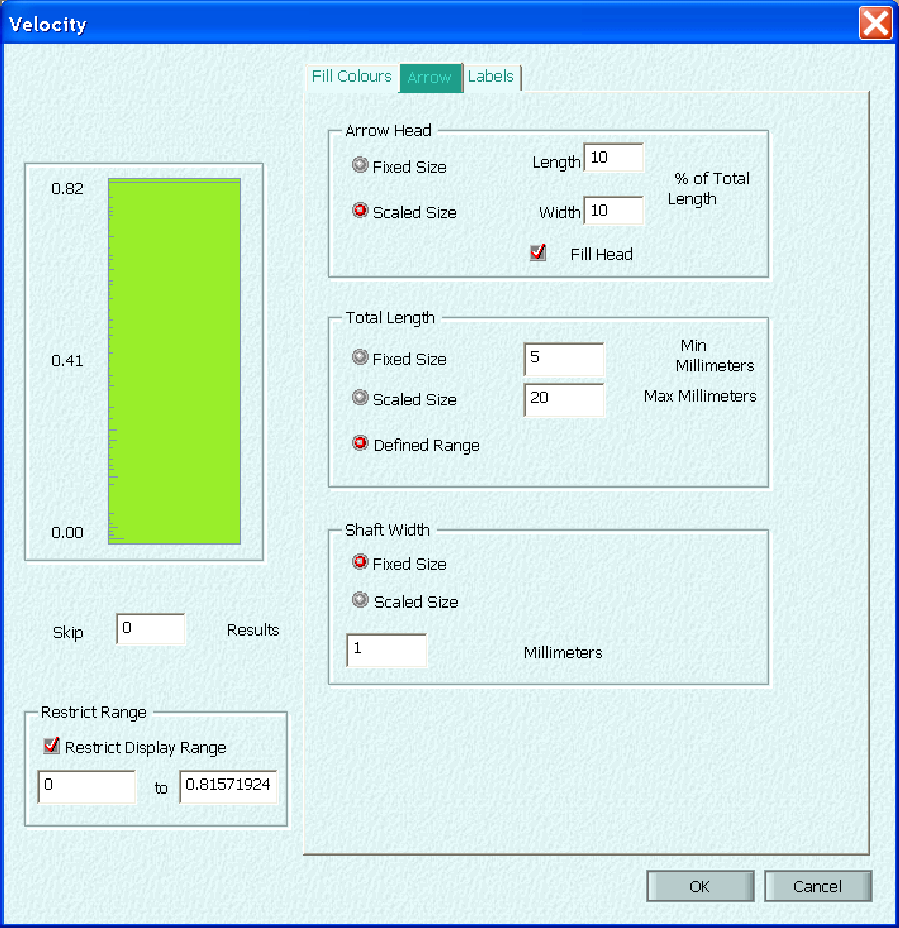 Velocity
Fill Colours Arrow Labels
0.82
0.41
0.00
Skip 0 Results
Restrict Range
Restrict Display Range
0 to 0.81571924
Arrow Head
Fixed Size
Scaled Size
Length 10
Width 10
% of Total
Length
Fill Head
Total Length
Fixed Size 5 Min
Millimeters
Scaled Size 20 Max Millimeters
Defined Range
Shaft Width
Fixed Size
Scaled Size
1 Millimeters
OK Cancel